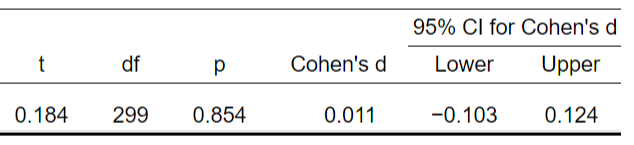 95% CI for Cohen's d
t df p Cohen's d Lower Upper
0.184 299 0.854 0.011 −0.103 0.124